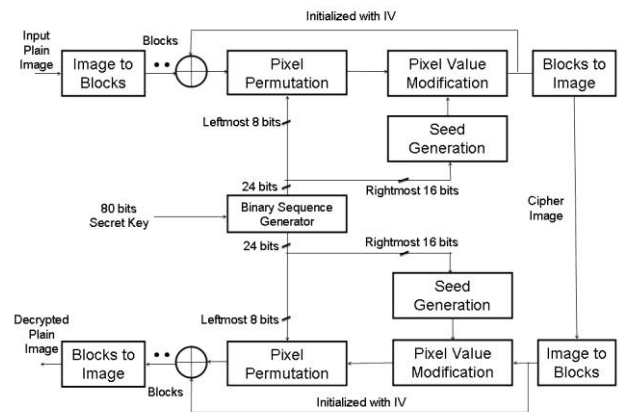 Initialized with IV
Input
Plain
Image
Blocks
Image to
Blocks
Pixel
Permutation
Pixel Value
Modification
Blocks to
Image
Leftmost 8 bits
Seed
Generation
24 bits
Rightmost 16 bits
80 bits
Secret Key
Binary Sequence
Generator
Cipher
Image
24 bits
Rightmost 16 bits
Seed
Generation
Leftmost 8 bits
Decrypted
Plain
Image
Blocks to
Image
Blocks
Pixel
Permutation
Pixel Value
Modification
Image to
Blocks
Initialized with IV